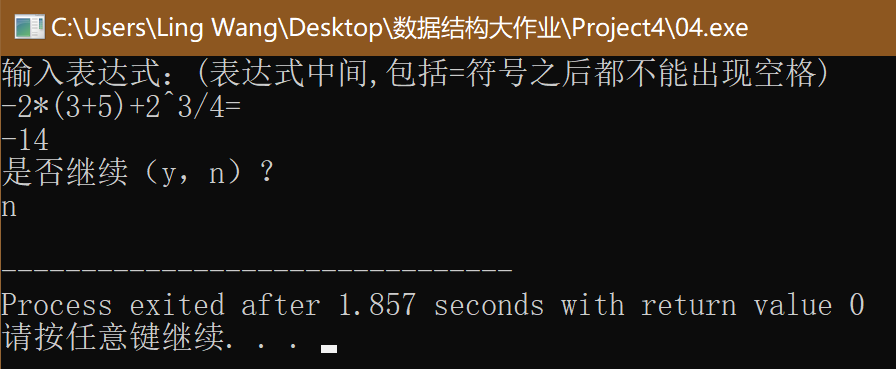 C:\Users\Ling Wang\Desktop\数据结构大作业\Project4\04.exe
输入表达式：(表达式中间,包括=符号之后都不能出现空格)
-2*(3+5)+2^3/4=
-14
是否继续（y，n）？
n
--------------------------------
Process exited after 1.857 seconds with return value 0
请按任意键继续. . .